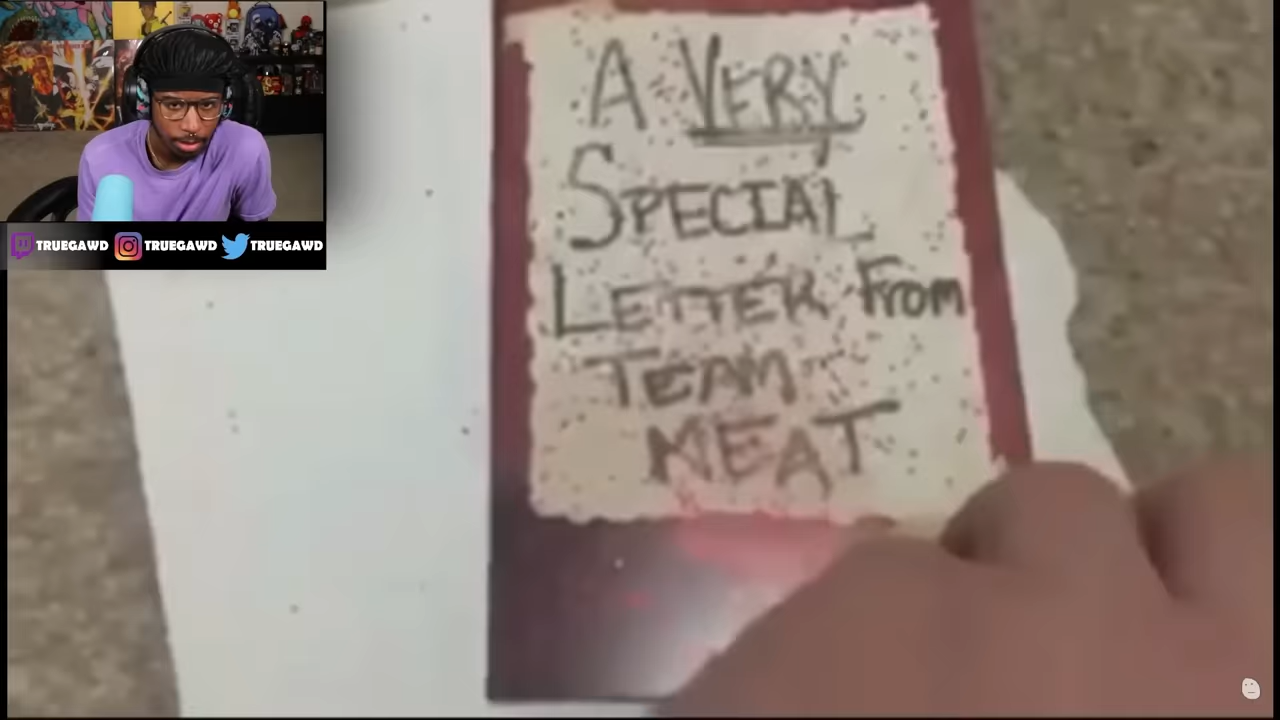 TRUEGAWD TRUEGAWD TRUEGAWD
A VERY
SPECIAL
LETTER From
TEAM
MEAT